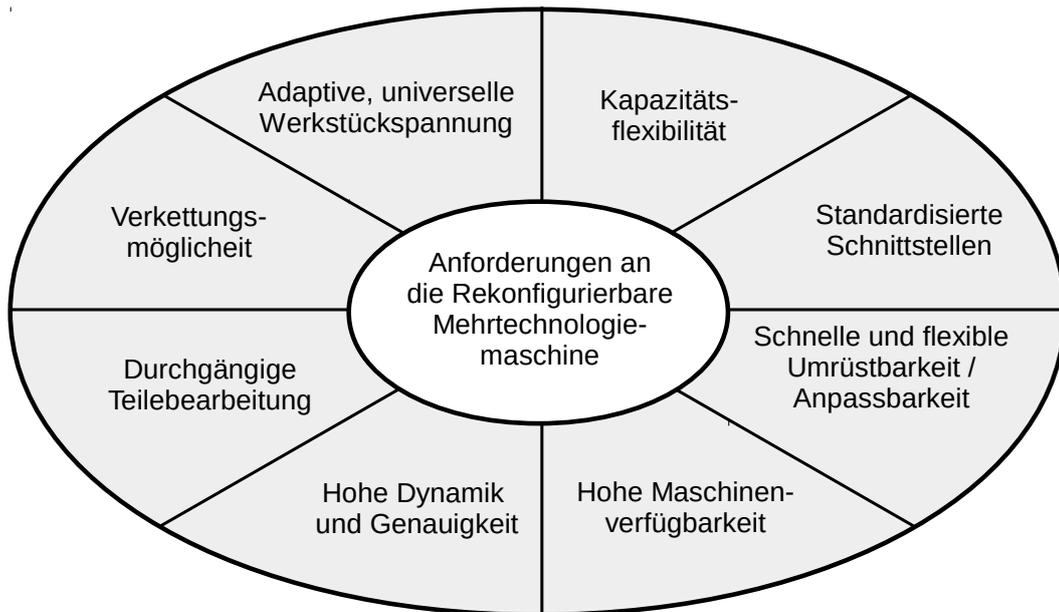 Adaptive, universelle
Werkstückspannung
Kapazitäts-
flexibilität
Verkettungs-
möglicheit
Standardisierte
Schnittstellen
Anforderungen an
die Rekonfigurierbare
Mehrtechnologie-
maschine
Schnelle und flexible
Umrüstbarkeit /
Anpassbarkeit
Durchgängige
Teilebearbeitung
Hohe Dynamik
und Genauigkeit
Hohe Maschinen-
verfügbarkeit